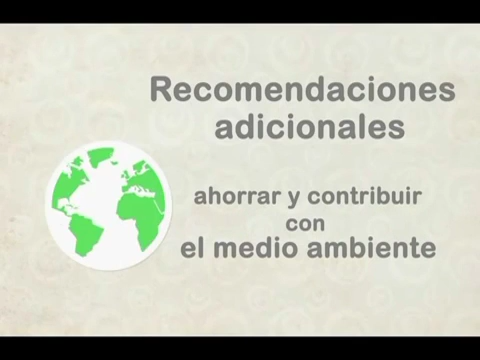 Recomendaciones
adicionales
ahorrar y contribuir
con
el medio ambiente